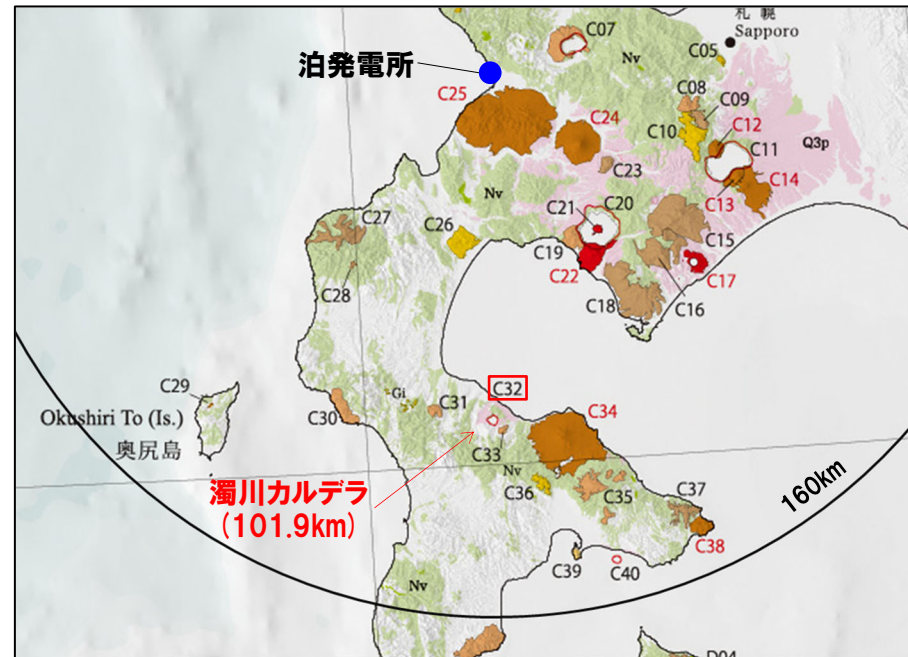 札 幌
Sapporo
C07
C05
Nv
泊発電所
C25
C08
C09
C24
C10
C12
C11
Q3p
C23
C14
C13
Nv
C27
C26
C21
C20
C19
C15
C22
C17
C28
C18
C16
C29
C32
Okushiri To (Is.)
奥尻島
Gi
C30
C31
C34
C33
Nv
濁川カルデラ
(101.9km)
C36
C35
C37
160km
C38
C39
C40
Nv
D04